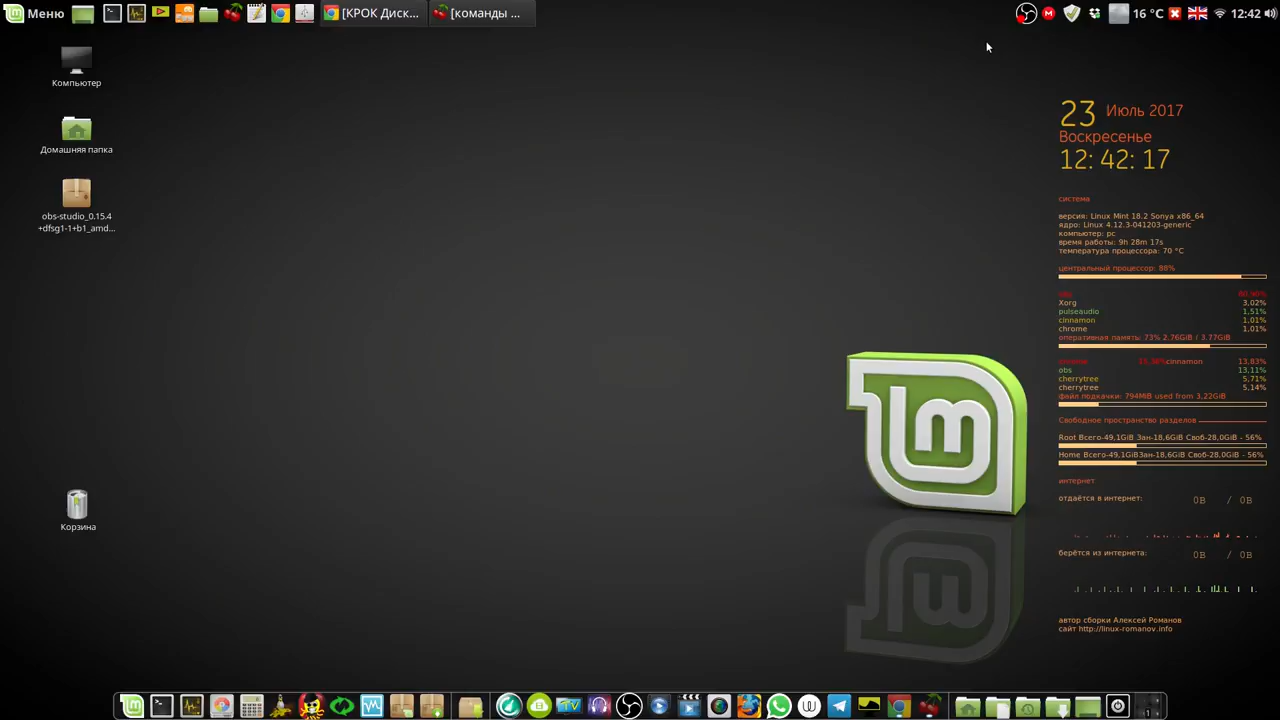 Меню
[КРОК Диск...
[команды ...
16 °C
12:42
Компьютер
Домашняя папка
obs-studio_0.15.4
+dfsg1-1+b1_amd...
Корзина
23 Июль 2017
Воскресенье
12: 42: 17
система
версия: Linux Mint 18.2 Sonya x86_64
ядро: Linux 4.12.3-041203-generic
компьютер: pc
время работы: 9h 28m 17s
температура процессора: 70 °C
центральный процессор: 88%
obs 80,90%
Xorg 3,02%
pulseaudio 1,51%
cinnamon 1,01%
chrome 1,01%
оперативная память: 73% 2.76GiB / 3.77GiB
cinnamon 13,83%
obs 13,11%
cherrytree 5,71%
cherrytree 5,14%
файл подкачки: 794MiB used from 3,22GiB
Свободное пространство разделов
Root Всего-49,1GiB Зан-18,6GiB Своб-28,0GiB - 56%
Home Всего-49,1GiBЗан-18,6GiB Своб-28,0GiB - 56%
интернет
отдаётся в интернет: 0B / 0B
берётся из интернета: 0B / 0B
автор сборки Алексей Романов
сайт http://linux-romanov.info
TV